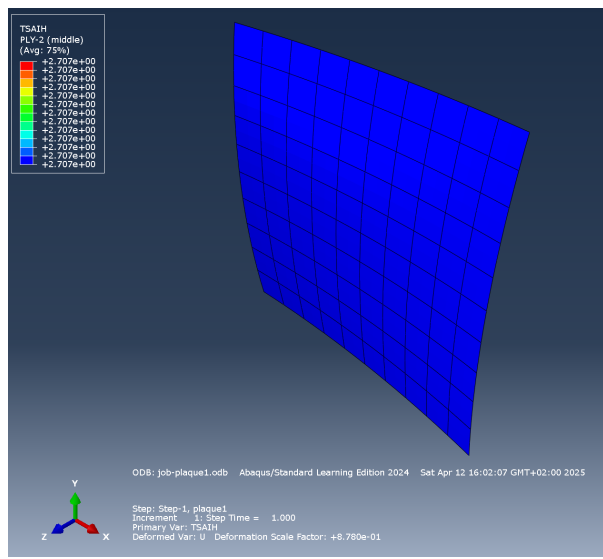 TSAIH
PLY-2 (middle)
(Avg: 75%)
+2.707e+00
+2.707e+00
+2.707e+00
+2.707e+00
+2.707e+00
+2.707e+00
+2.707e+00
+2.707e+00
+2.707e+00
+2.707e+00
+2.707e+00
+2.707e+00
+2.707e+00
ODB: job-plaque1.odb    Abaqus/Standard Learning Edition 2024    Sat Apr 12 16:02:07 GMT+02:00 2025
Y
Z
X
Step: Step-1, plaque1
Increment      1: Step Time =    1.000
Primary Var: TSAIH
Deformed Var: U   Deformation Scale Factor: +8.780e-01